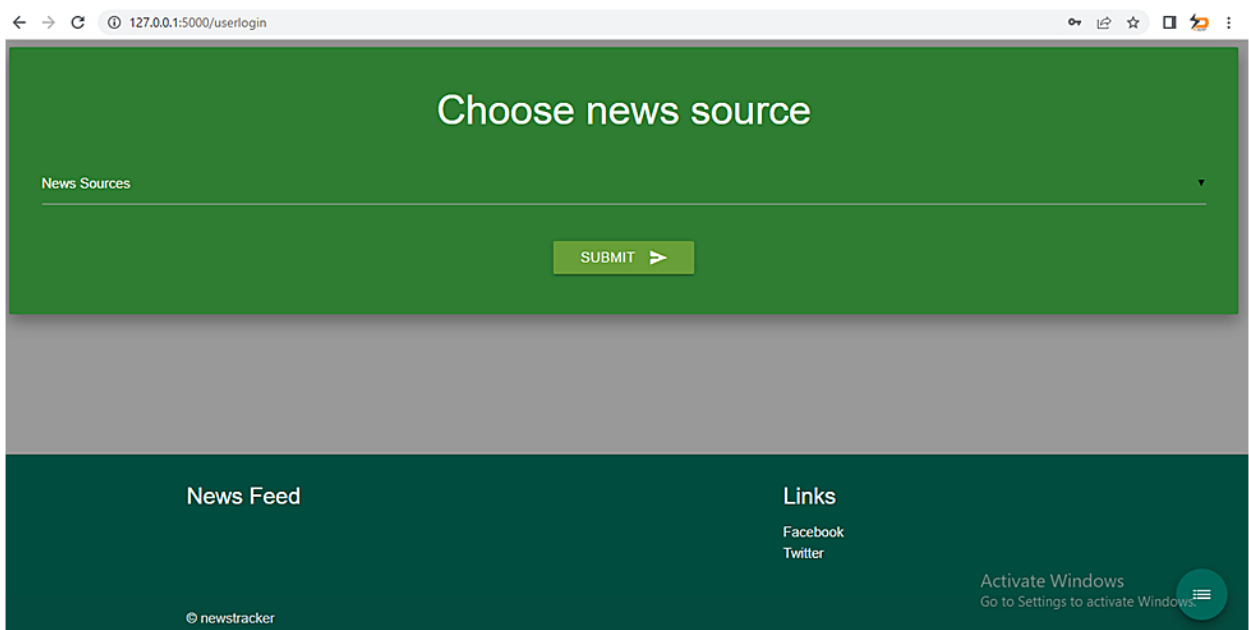 127.0.0.1:5000/userlogin
Choose news source
News Sources
SUBMIT
News Feed
Links
Facebook
Twitter
Activate Windows
Go to Settings to activate Windows.
© newstracker